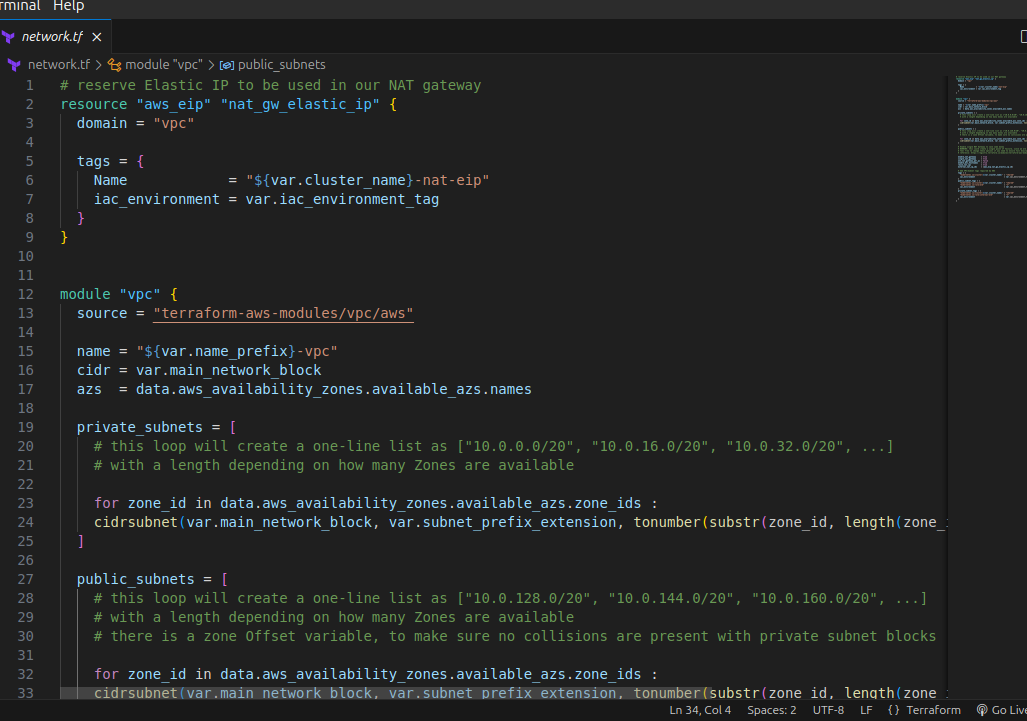 Help
network.tf
network.tf > module "vpc" > public_subnets
1 # reserve Elastic IP to be used in our NAT gateway
2 resource "aws_eip" "nat_gw_elastic_ip" {
3 domain = "vpc"
4
5 tags = {
6 Name = "${var.cluster_name}-nat-eip"
7 iac_environment = var.iac_environment_tag
8 }
9 }
10
11
12 module "vpc" {
13 source = "terraform-aws-modules/vpc/aws"
14
15 name = "${var.name_prefix}-vpc"
16 cidr = var.main_network_block
17 azs = data.aws_availability_zones.available_azs.names
18
19 private_subnets = [
20 # this loop will create a one-line list as ["10.0.0.0/20", "10.0.16.0/20", "10.0.32.0/20", ...]
21 # with a length depending on how many Zones are available
22
23 for zone_id in data.aws_availability_zones.available_azs.zone_ids :
24 cidrsubnet(var.main_network_block, var.subnet_prefix_extension, tonumber(substr(zone_id, length(zone_
25 ]
26
27 public_subnets = [
28 # this loop will create a one-line list as ["10.0.128.0/20", "10.0.144.0/20", "10.0.160.0/20", ...]
29 # with a length depending on how many Zones are available
30 # there is a zone Offset variable, to make sure no collisions are present with private subnet blocks
31
32 for zone_id in data.aws_availability_zones.available_azs.zone_ids :
33 cidrsubnet(var.main_network_block, var.subnet_prefix_extension, tonumber(substr(zone_id, length(zone_
Ln 34, Col 4 Spaces: 2 UTF-8 LF {} Terraform Go Live